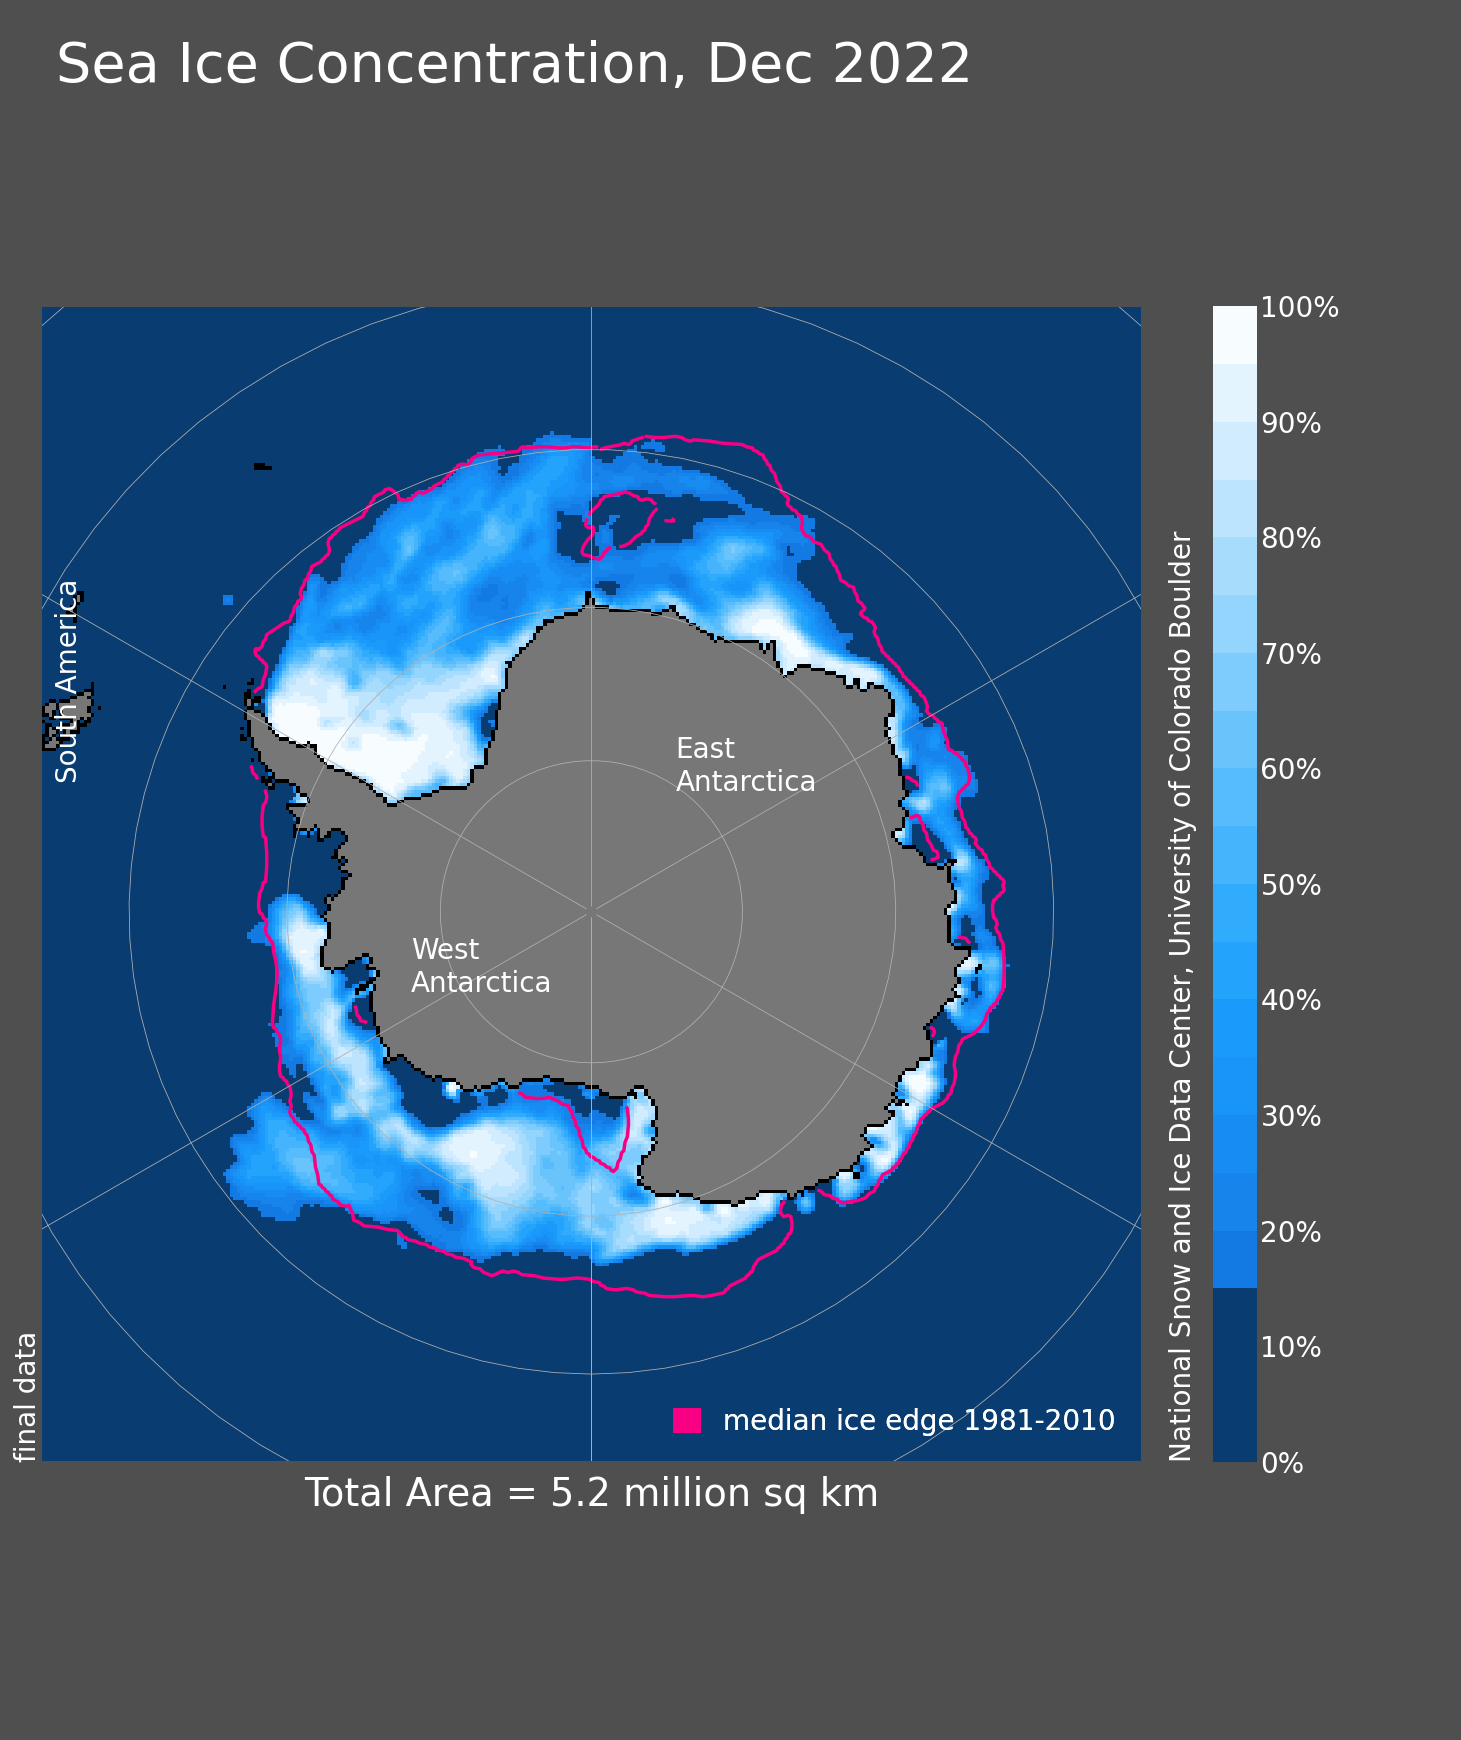 Sea Ice Concentration, Dec 2022
South America
East
Antarctica
West
Antarctica
final data
median ice edge 1981-2010
Total Area = 5.2 million sq km
National Snow and Ice Data Center, University of Colorado Boulder
100%
90%
80%
70%
60%
50%
40%
30%
20%
10%
0%